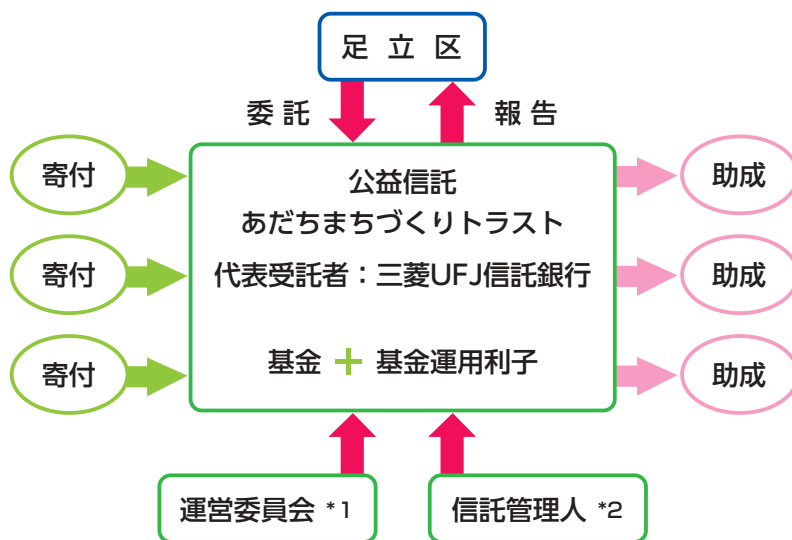 足立区
委託
報告
寄付
公益信託
助成
あだちまちづくりトラスト
寄付
代表受託者：三菱UFJ信託銀行
助成
寄付
基金 + 基金運用利子
助成
運営委員会 *1
信託管理人 *2